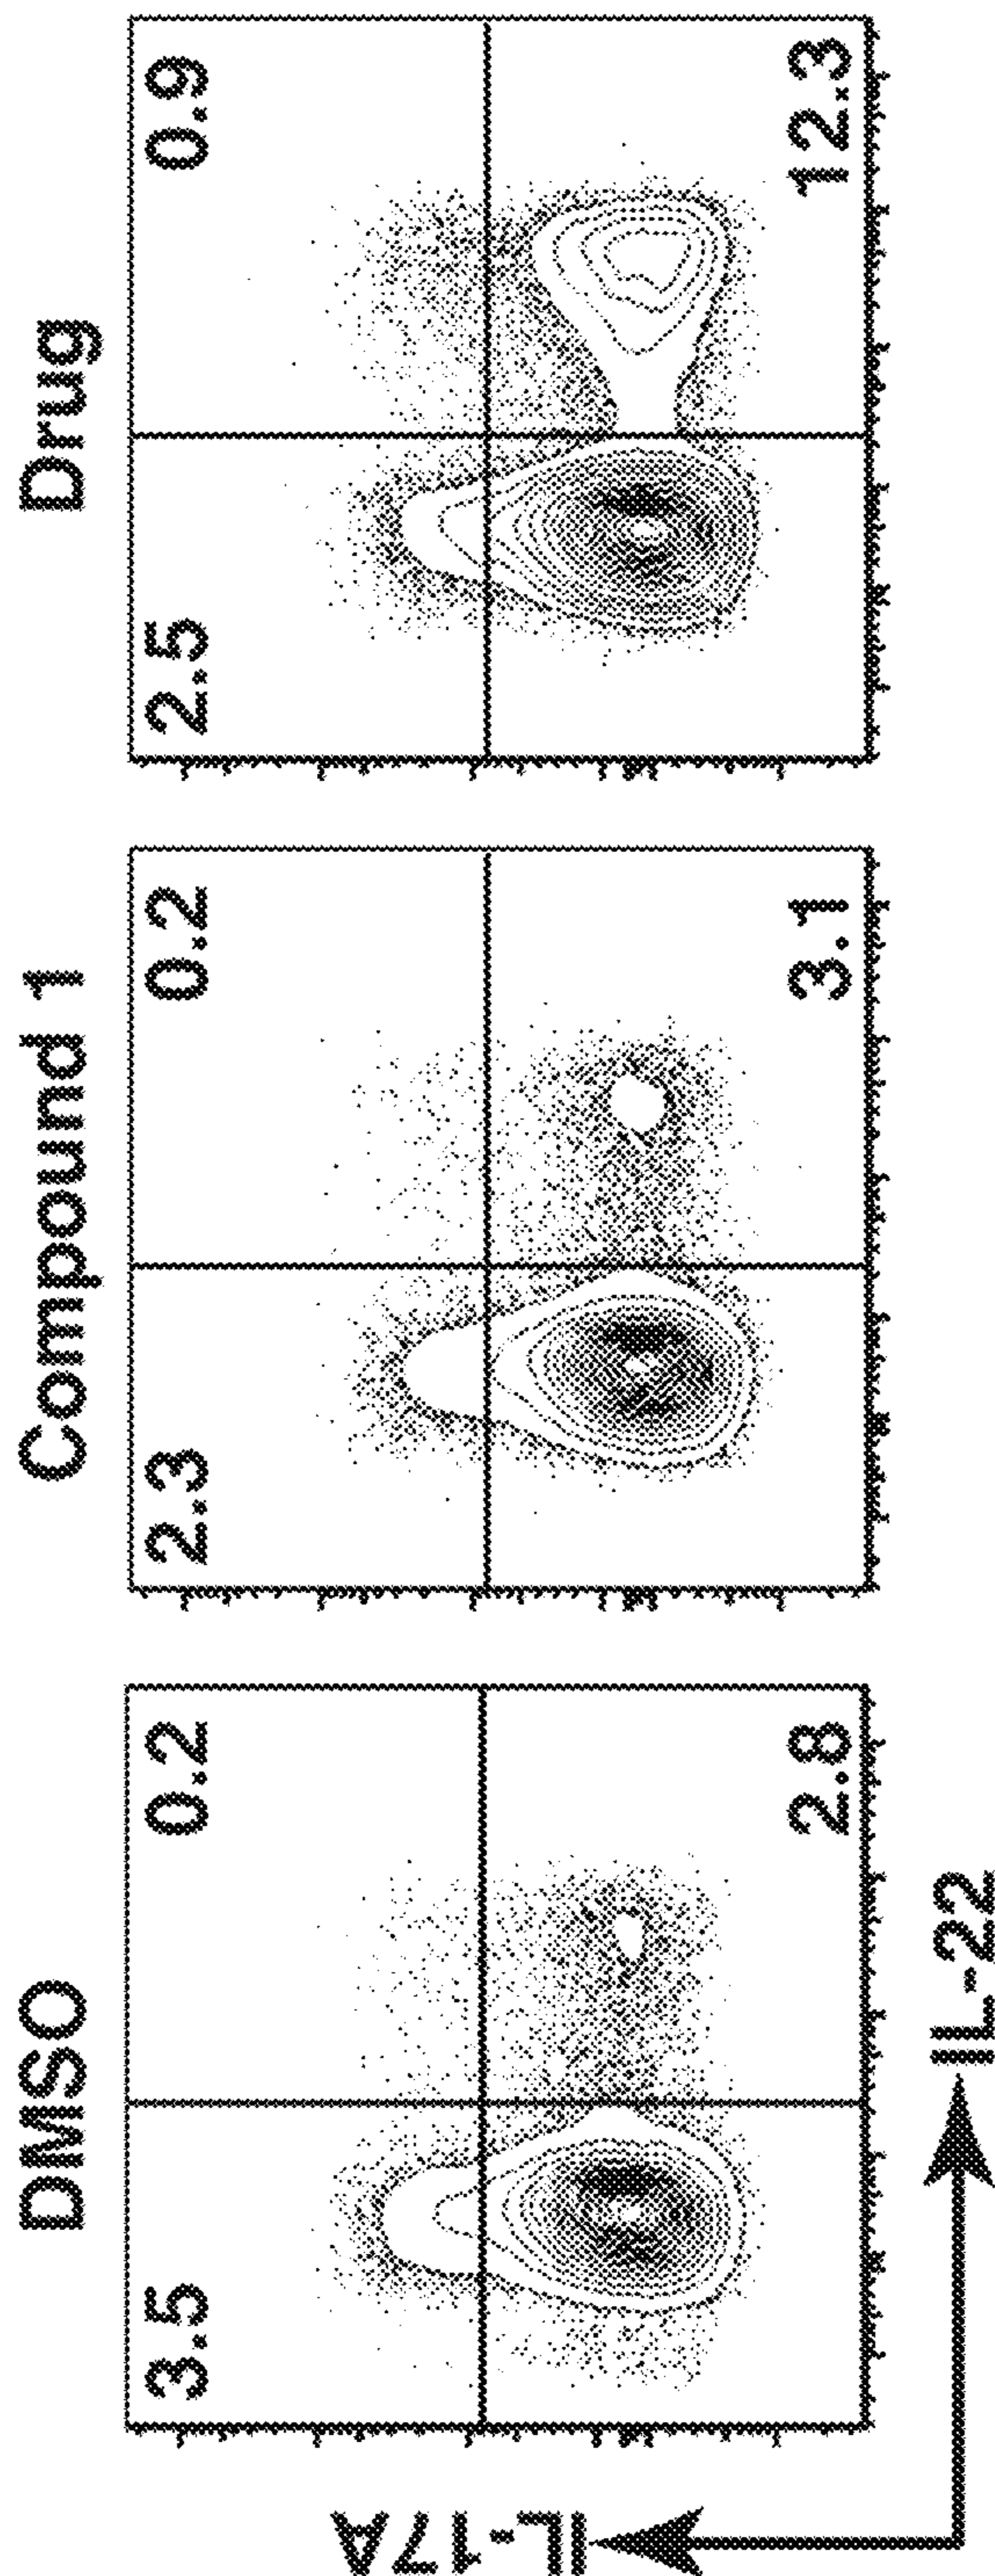 DMSO
3.5 0.2
2.8
Compound 1
2.3 0.2
3.1
Drug
2.5 0.9
12.3
IL-17A
IL-22